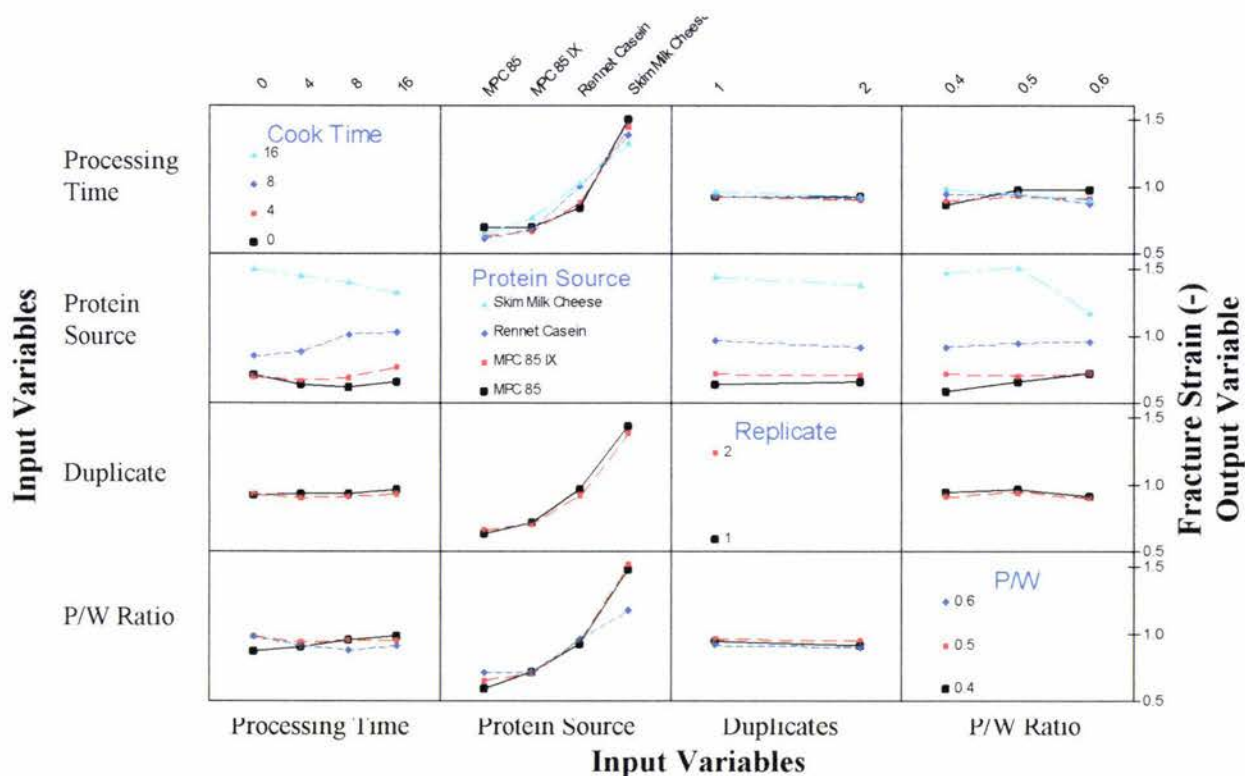 0 4 8 16 MPC 85 MPC 85 IX Rennet Casein Skim Milk Cheese 1 2 0.4 0.5 0.6
Processing
Time
Cook Time
16
8
4
0
1.5
1.0
0.5
Protein
Source
Protein Source
Skim Milk Cheese
Rennet Casein
MPC 85 IX
MPC 85
1.5
1.0
0.5
Duplicate
Replicate
2
1
1.5
1.0
0.5
P/W Ratio
P/W
0.6
0.5
0.4
1.5
1.0
0.5
Input Variables
Fracture Strain (-)
Output Variable
Processing Time Protein Source Duplicates P/W Ratio
Input Variables